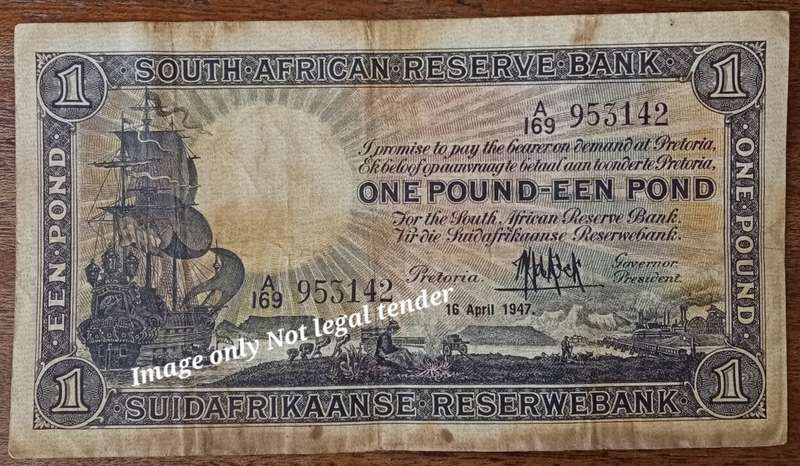 1
SOUTH·AFRICAN·RESERVE·BANK
1
EEN·POND
ONE·POUND
A/169 953142
I promise to pay the bearer on demand at Pretoria,
Ek beloof op aanvraag te betaal aan toonder te Pretoria,
ONE POUND-EEN POND
For the South African Reserve Bank,
Vir die Suidafrikaanse Reserwebank.
A/169 953142
Pretoria
Governor.
President.
16 April 1947.
Image only Not legal tender
1
SUIDAFRIKAANSE·RESERWEBANK
1